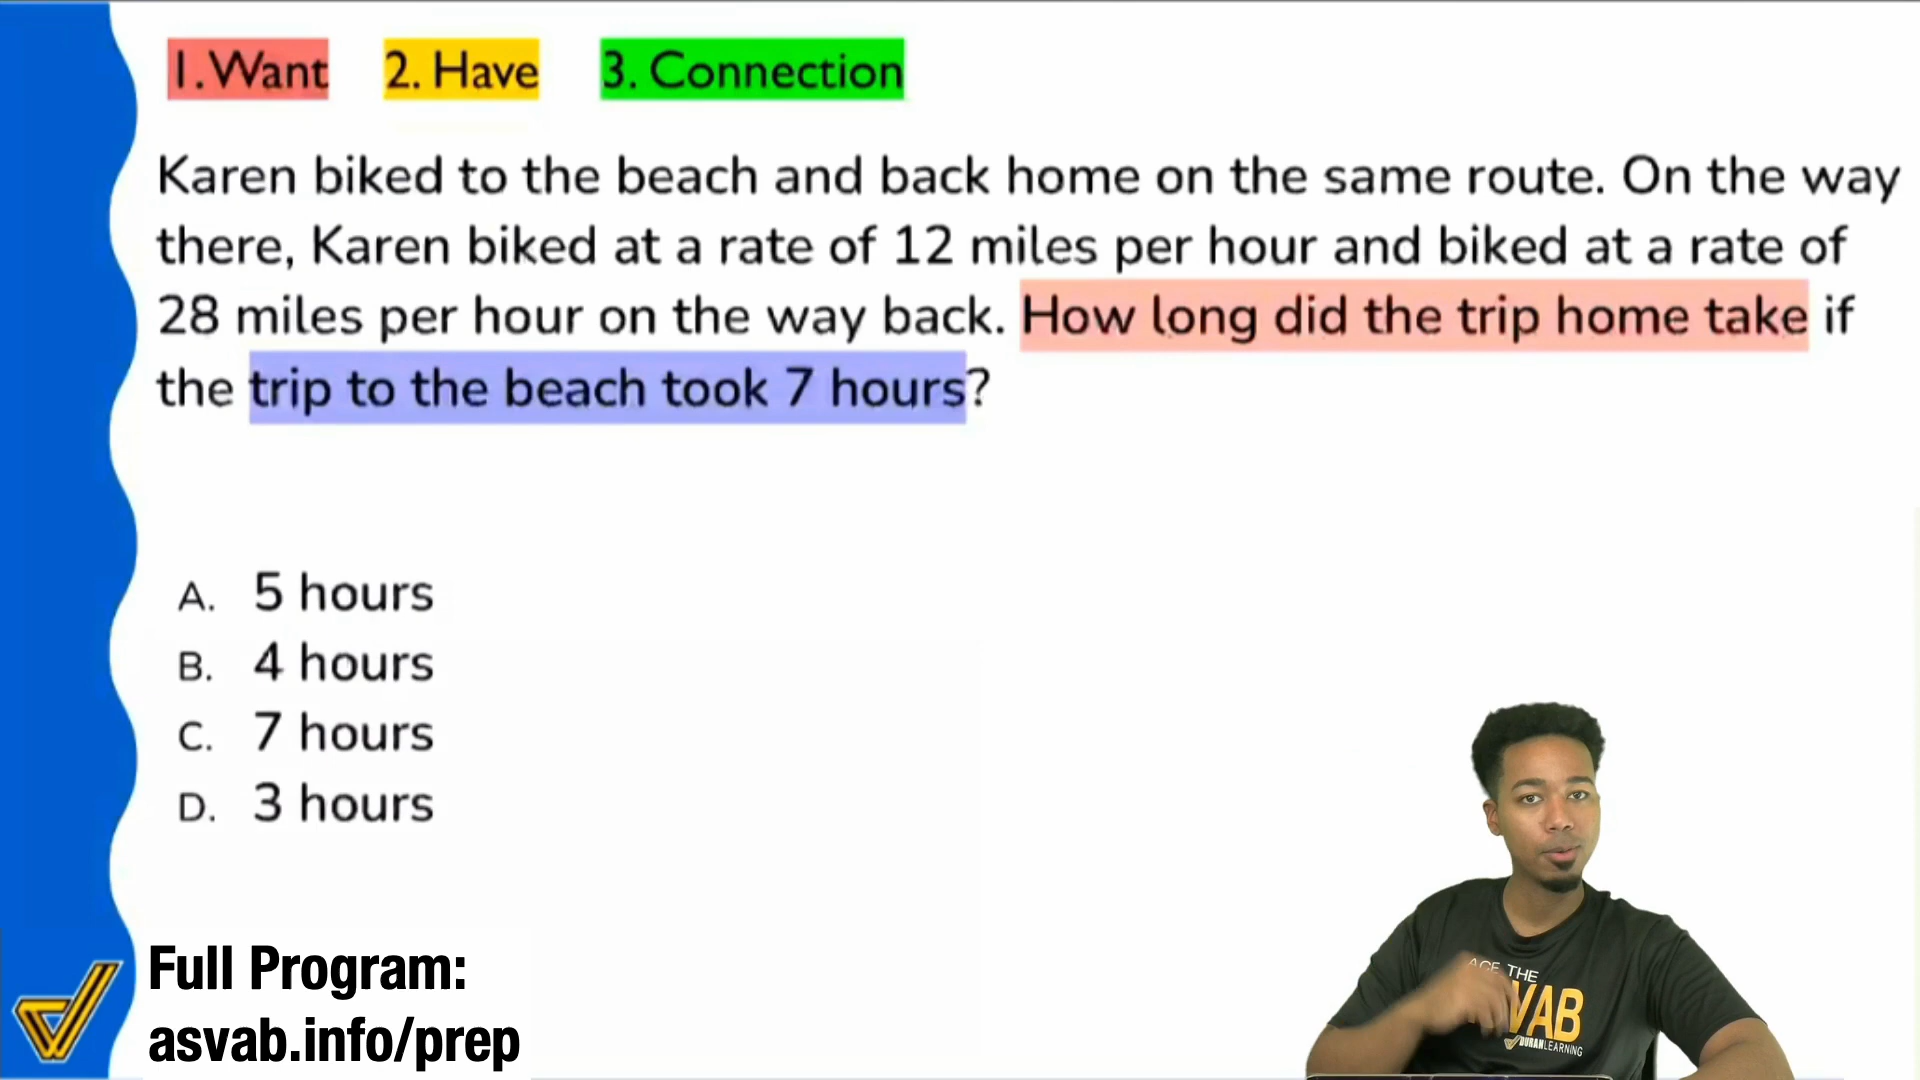 1. Want 2. Have 3. Connection
Karen biked to the beach and back home on the same route. On the way
there, Karen biked at a rate of 12 miles per hour and biked at a rate of
28 miles per hour on the way back. How long did the trip home take if
the trip to the beach took 7 hours?
A. 5 hours
B. 4 hours
C. 7 hours
D. 3 hours
Full Program:
asvab.info/prep
THE
VAB
DURANLEARNING